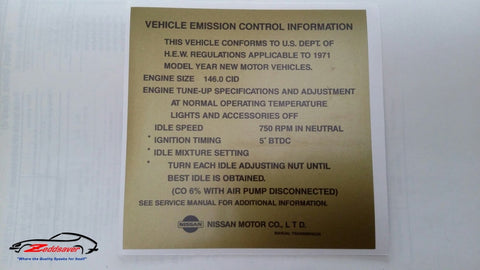 VEHICLE EMISSION CONTROL INFORMATION
THIS VEHICLE CONFORMS TO U.S. DEPT. OF
H.E.W. REGULATIONS APPLICABLE TO 1971
MODEL YEAR NEW MOTOR VEHICLES.
ENGINE SIZE 146.0 CID
ENGINE TUNE-UP SPECIFICATIONS AND ADJUSTMENT
AT NORMAL OPERATING TEMPERATURE
LIGHTS AND ACCESSORIES OFF
IDLE SPEED 750 RPM IN NEUTRAL
* IGNITION TIMING 5° BTDC
* IDLE MIXTURE SETTING
* TURN EACH IDLE ADJUSTING NUT UNTIL
BEST IDLE IS OBTAINED.
(CO 6% WITH AIR PUMP DISCONNECTED)
SEE SERVICE MANUAL FOR ADDITIONAL INFORMATION.
NISSAN NISSAN MOTOR CO., L T D.
MANUAL TRANSMISSION
Zeddsaver
"Where the Quality Speaks for Itself"